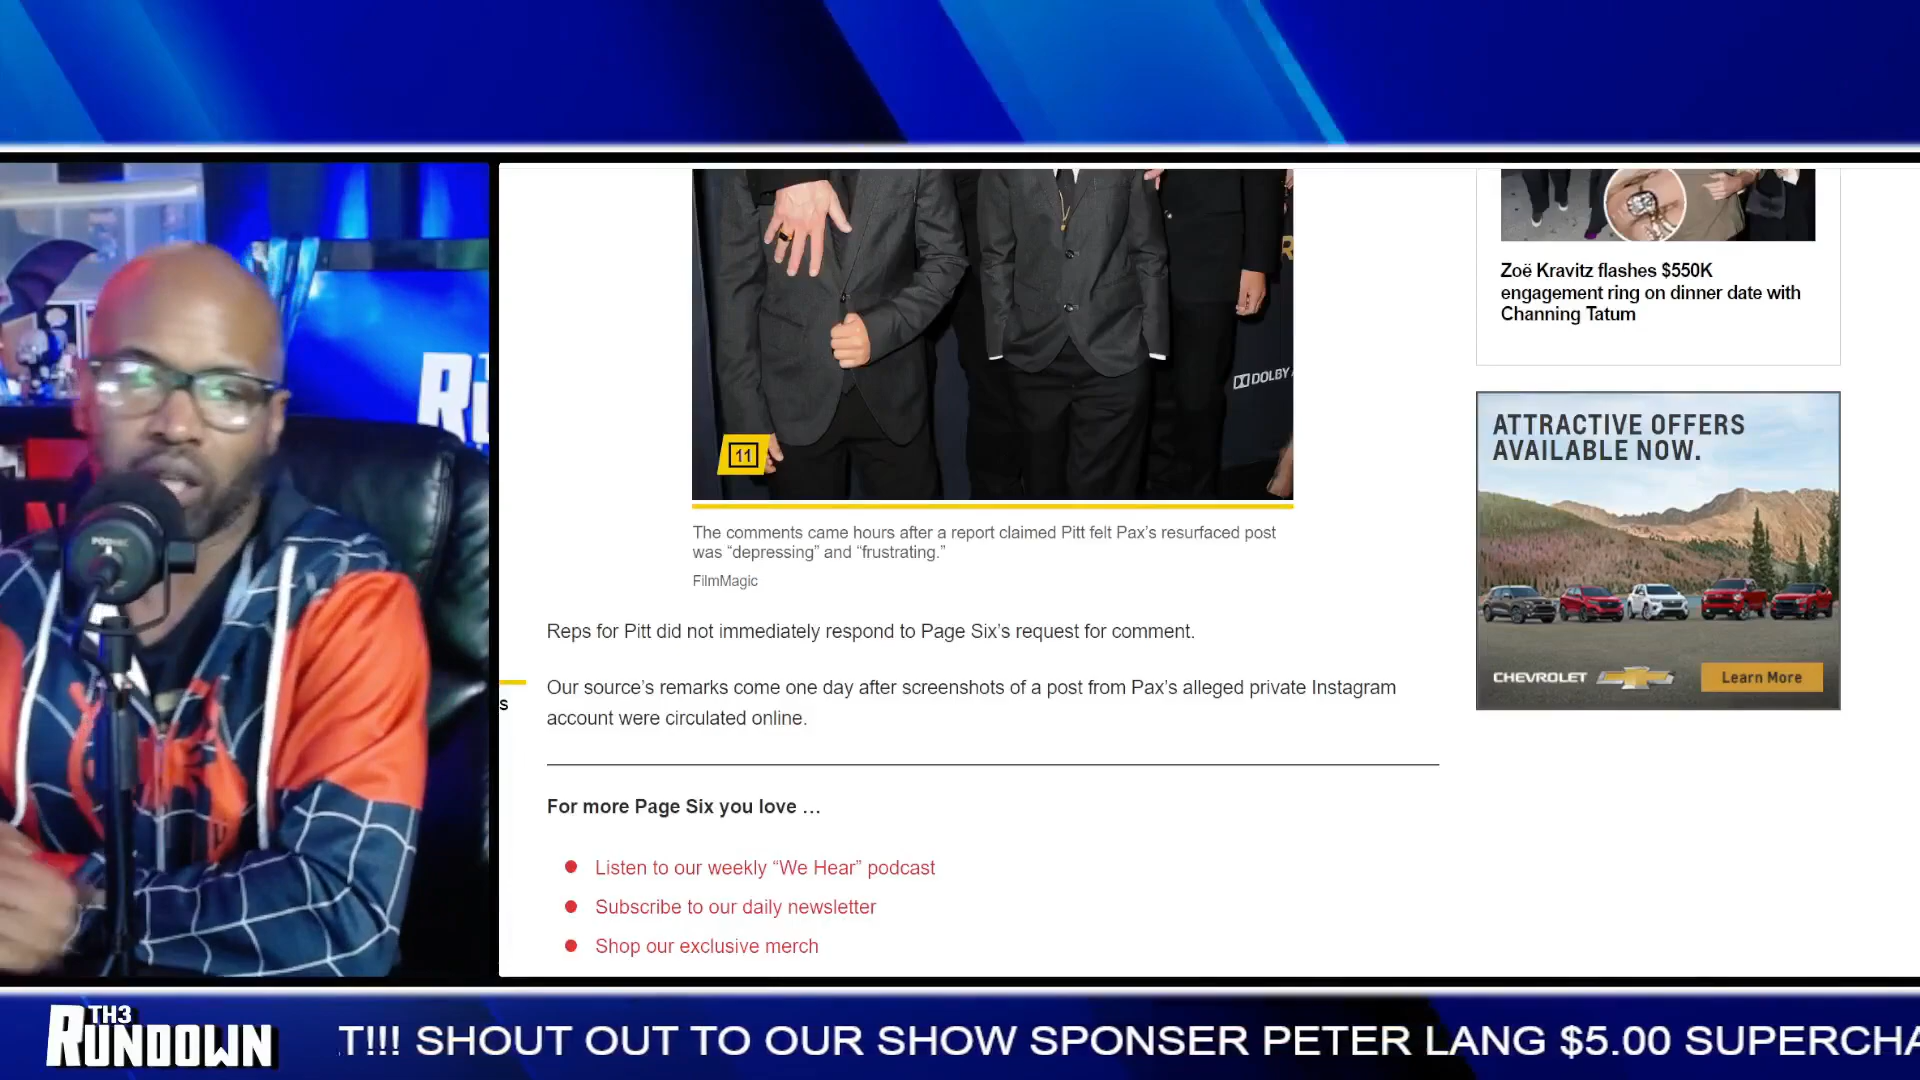 Zoë Kravitz flashes $550K
engagement ring on dinner date with
Channing Tatum
DOLBY
11
ATTRACTIVE OFFERS
AVAILABLE NOW.
The comments came hours after a report claimed Pitt felt Pax’s resurfaced post
was “depressing” and “frustrating.”
FilmMagic
Reps for Pitt did not immediately respond to Page Six’s request for comment.
CHEVROLET
Learn More
Our source’s remarks come one day after screenshots of a post from Pax’s alleged private Instagram
s
account were circulated online.
For more Page Six you love …
Listen to our weekly “We Hear” podcast
Subscribe to our daily newsletter
Shop our exclusive merch
TH3
RUNDOWN
T!!! SHOUT OUT TO OUR SHOW SPONSER PETER LANG $5.00 SUPERCHA